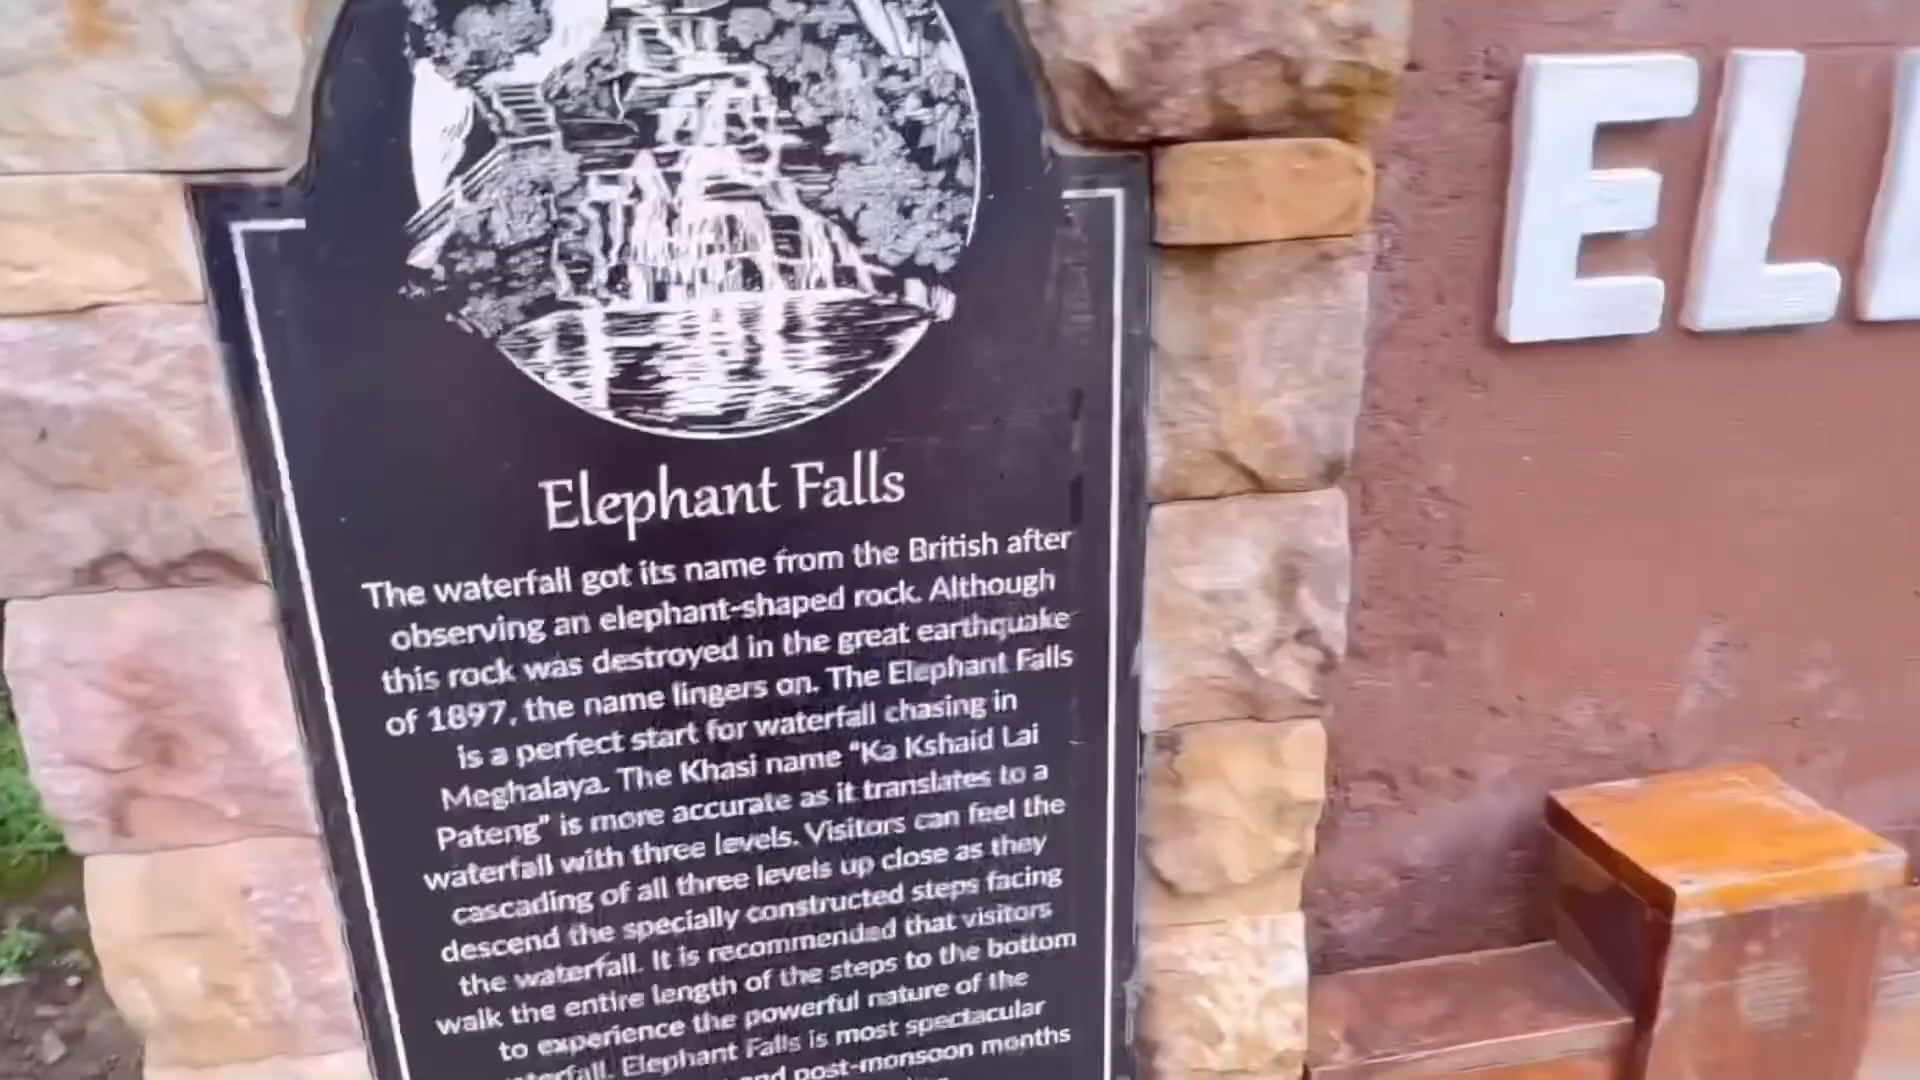 Elephant Falls
The waterfall got its name from the British after
observing an elephant-shaped rock. Although
this rock was destroyed in the great earthquake
of 1897, the name lingers on. The Elephant Falls
is a perfect start for waterfall chasing in
Meghalaya. The Khasi name "Ka Kshaid Lai
Pateng" is more accurate as it translates to a
waterfall with three levels. Visitors can feel the
cascading of all three levels up close as they
descend the specially constructed steps facing
the waterfall. It is recommended that visitors
walk the entire length of the steps to the bottom
to experience the powerful nature of the
Elephant Falls is most spectacular
post-monsoon months
EL